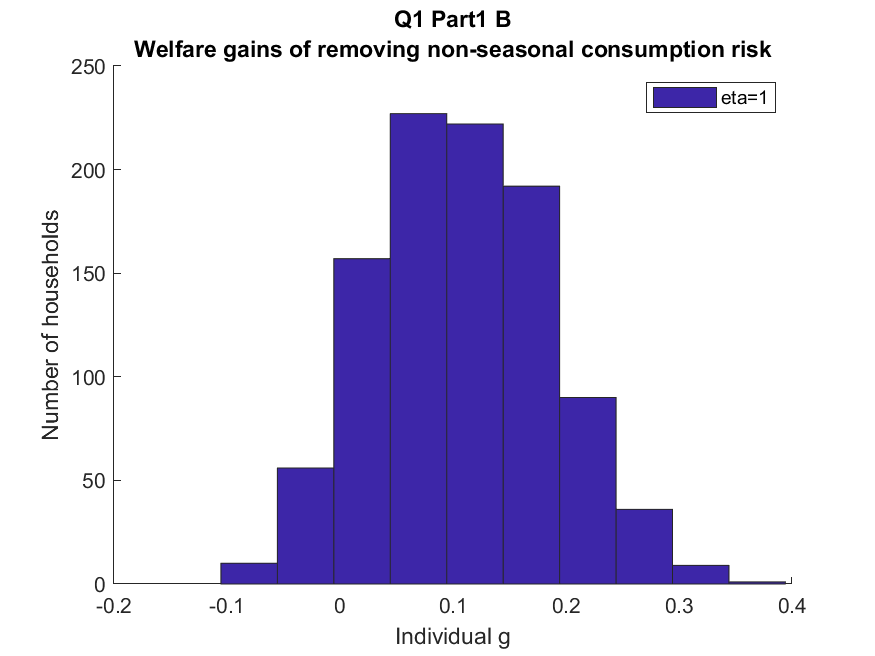 Q1 Part1 B
Welfare gains of removing non-seasonal consumption risk
250
eta=1
200
150
100
50
0
Number of households
-0.2
-0.1
0
0.1
0.2
0.3
0.4
Individual g